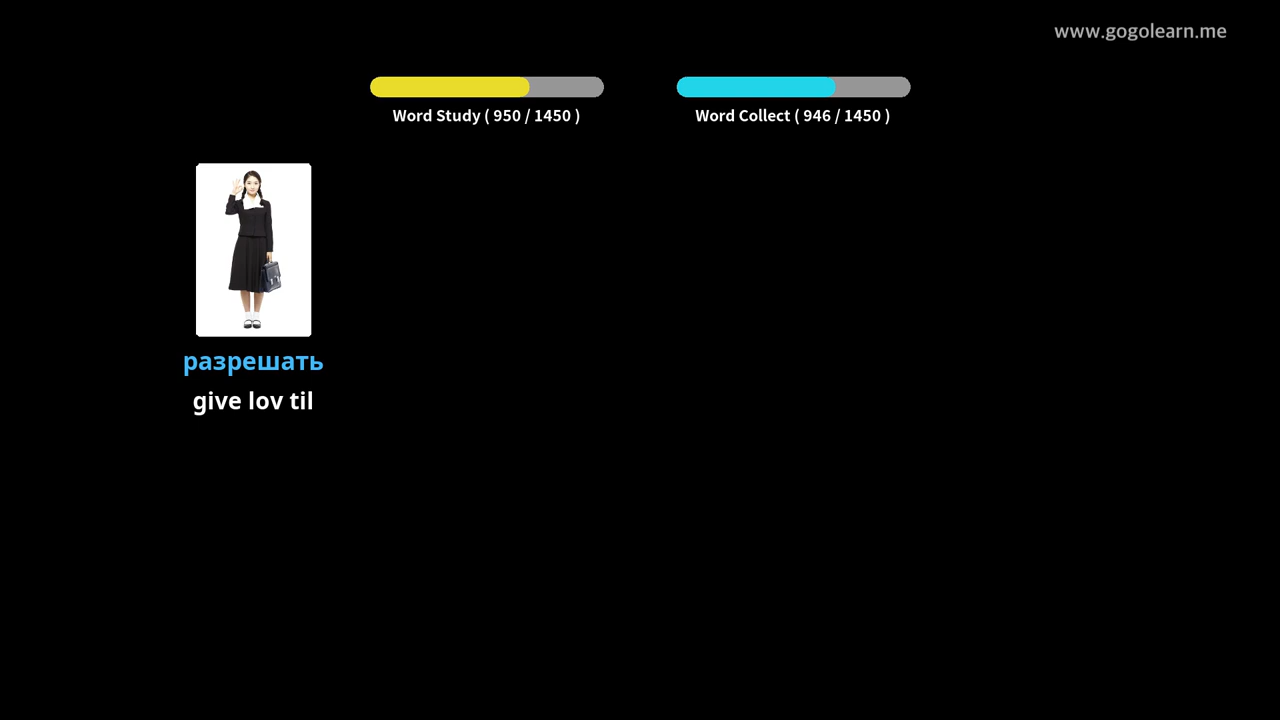 www.gogolearn.me
Word Study ( 950 / 1450 )
Word Collect ( 946 / 1450 )
разрешать
give lov til